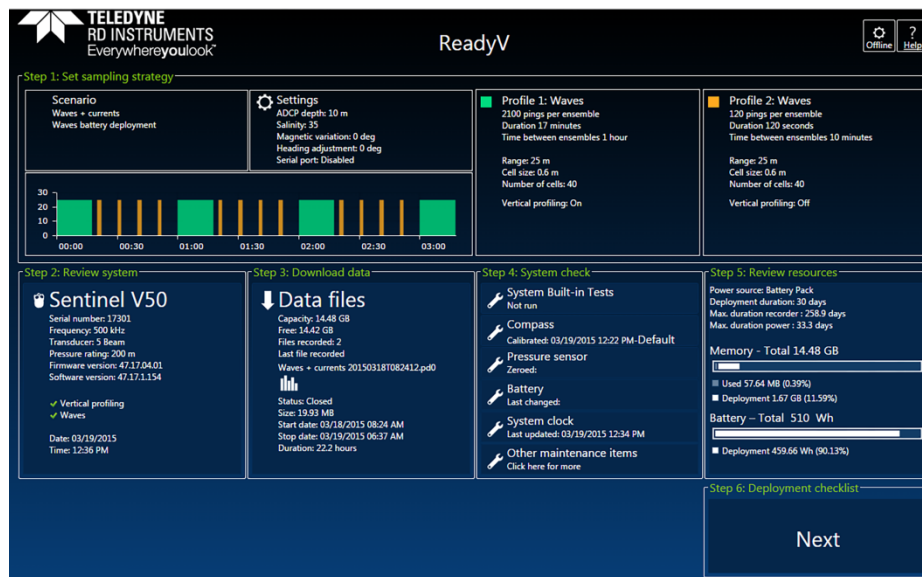 TELEDYNE
RD INSTRUMENTS
Everywhereyoulook™
ReadyV
Offline
?
Help
Step 1: Set sampling strategy
Scenario
Waves + currents
Waves battery deployment
Settings
ADCP depth: 10 m
Salinity: 35
Magnetic variation: 0 deg
Heading adjustment: 0 deg
Serial port: Disabled
30
20
10
0
00:00 00:30 01:00 01:30 02:00 02:30 03:00
Profile 1: Waves
2100 pings per ensemble
Duration 17 minutes
Time between ensembles 1 hour
Range: 25 m
Cell size: 0.6 m
Number of cells: 40
Vertical profiling: On
Profile 2: Waves
120 pings per ensemble
Duration 120 seconds
Time between ensembles 10 minutes
Range: 25 m
Cell size: 0.6 m
Number of cells: 40
Vertical profiling: Off
Step 2: Review system
Sentinel V50
Serial number: 17301
Frequency: 500 kHz
Transducer: 5 Beam
Pressure rating: 200 m
Firmware version: 47.17.04.01
Software version: 47.17.1.154
Vertical profiling
Waves
Date: 03/19/2015
Time: 12:36 PM
Step 3: Download data
Data files
Capacity: 14.48 GB
Free: 14.42 GB
Files recorded: 2
Last file recorded
Waves + currents 20150318T082412.pd0
Status: Closed
Size: 19.93 MB
Start date: 03/18/2015 08:24 AM
Stop date: 03/19/2015 06:37 AM
Duration: 22.2 hours
Step 4: System check
System Built-in Tests
Not run
Compass
Calibrated: 03/19/2015 12:22 PM-Default
Pressure sensor
Zeroed:
Battery
Last changed:
System clock
Last updated: 03/19/2015 12:34 PM
Other maintenance items
Click here for more
Step 5: Review resources
Power source: Battery Pack
Deployment duration: 30 days
Max. duration recorder : 258.9 days
Max. duration power : 33.3 days
Memory - Total 14.48 GB
Used 57.64 MB (0.39%)
Deployment 1.67 GB (11.59%)
Battery – Total 510 Wh
Deployment 459.66 Wh (90.13%)
Step 6: Deployment checklist
Next